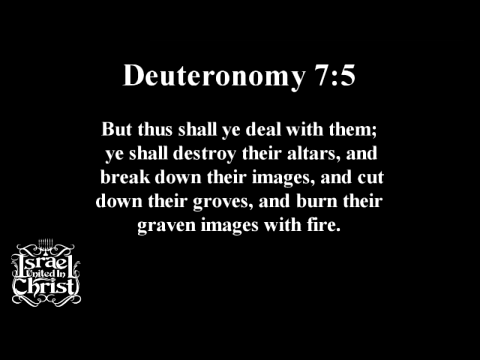 Deuteronomy 7:5
But thus shall ye deal with them;
ye shall destroy their altars, and
break down their images, and cut
down their groves, and burn their
graven images with fire.
Israel
United In
Christ